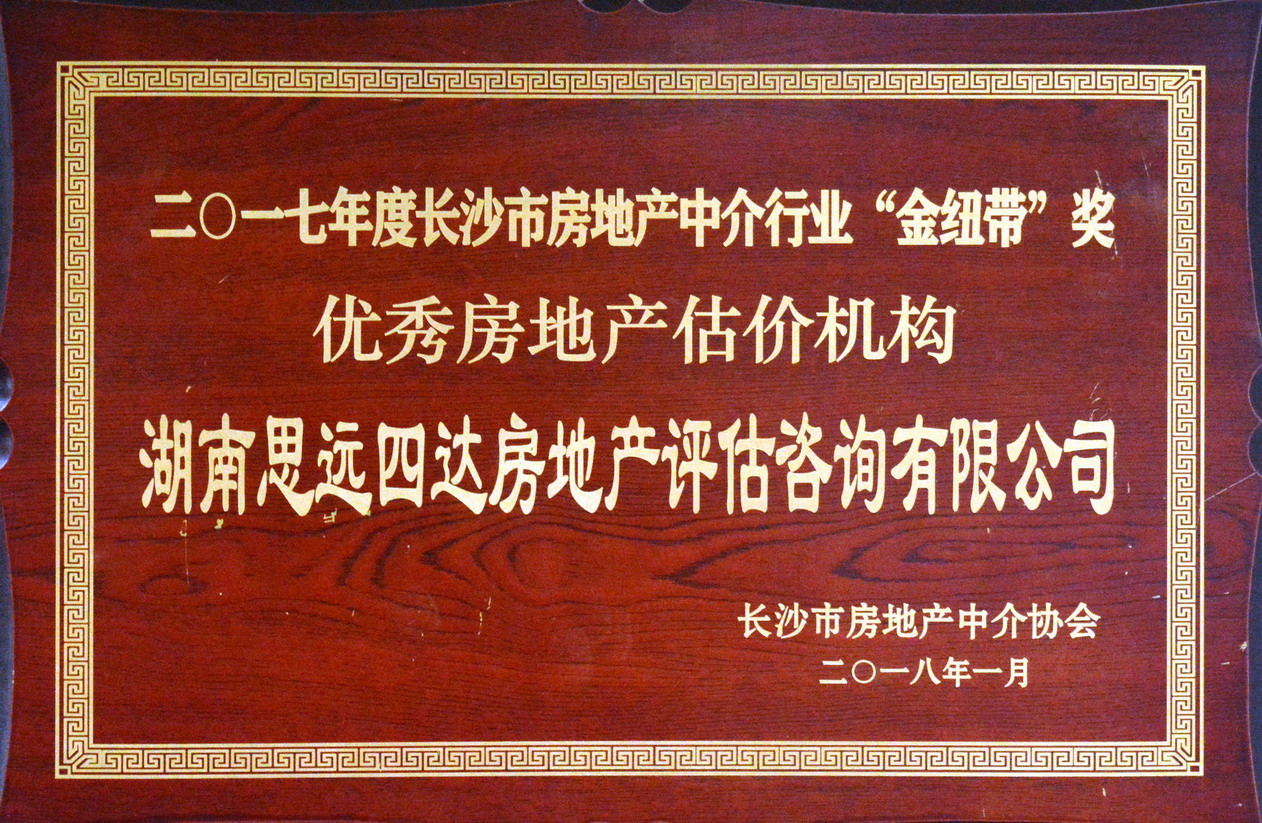 二〇一七年度长沙市房地产中介行业“金纽带”奖
优秀房地产估价机构
湖南思远四达房地产评估咨询有限公司
长沙市房地产中介协会
二〇一八年一月